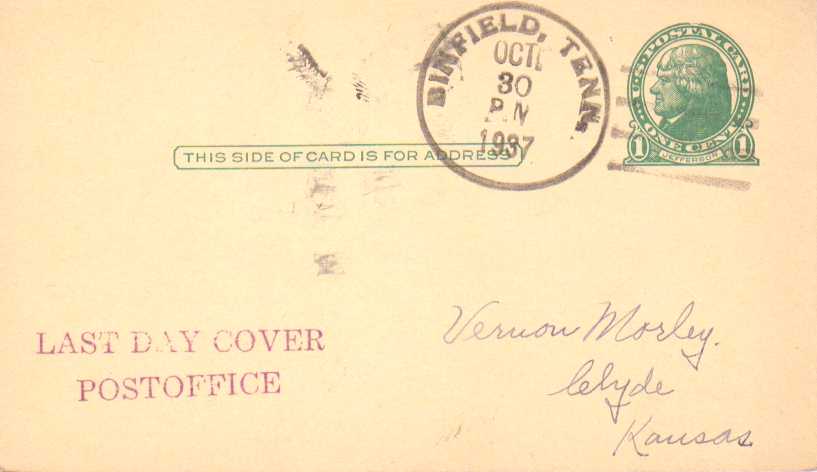 BINFIELD, TENN.
OCT
30
P.M
1937
U.S. POSTAL CARD
ONE CENT
1 JEFFERSON 1
THIS SIDE OF CARD IS FOR ADDRESS
LAST DAY COVER
POSTOFFICE
Vernon Morley.
Clyde
Kansas